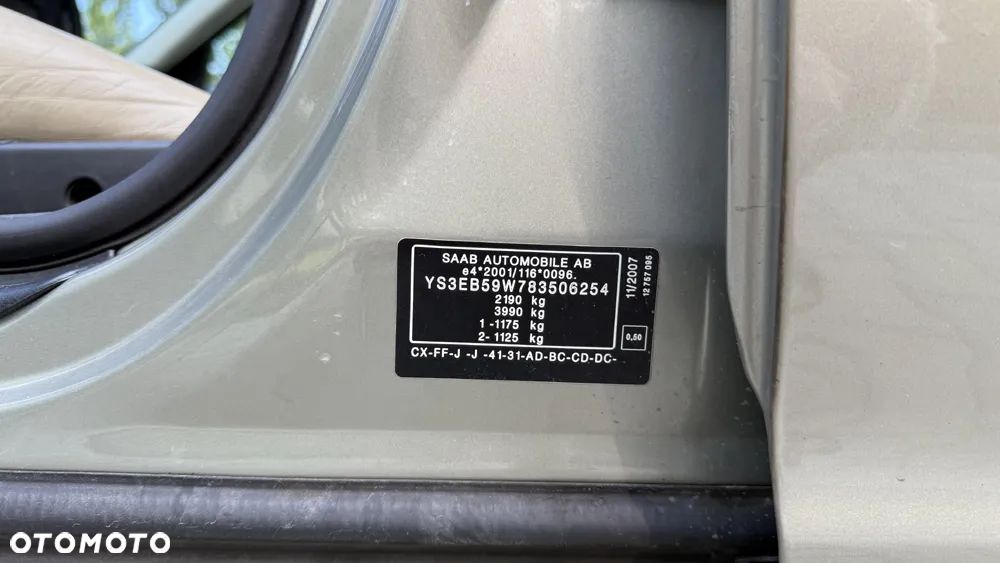 SAAB AUTOMOBILE AB
e4*2001/116*0096.
YS3EB59W783506254
2190 kg
3990 kg
1 -1175 kg
2- 1125 kg
CX-FF-J -J -41-31-AD-BC-CD-DC-
11/2007
12 757 095
0,50
OTOMOTO